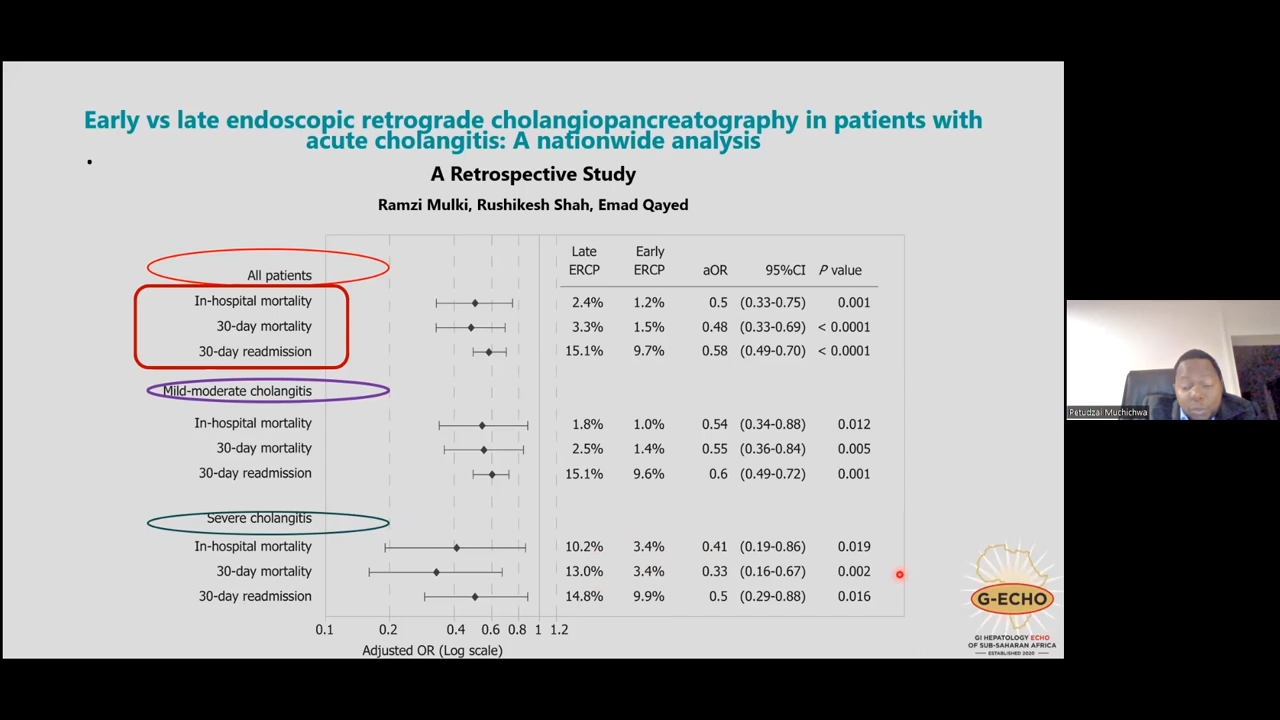 Early vs late endoscopic retrograde cholangiopancreatography in patients with
acute cholangitis: A nationwide analysis
A Retrospective Study
Ramzi Mulki, Rushikesh Shah, Emad Qayed
Late ERCP Early ERCP aOR 95%CI P value
All patients
In-hospital mortality 2.4% 1.2% 0.5 (0.33-0.75) 0.001
30-day mortality 3.3% 1.5% 0.48 (0.33-0.69) < 0.0001
30-day readmission 15.1% 9.7% 0.58 (0.49-0.70) < 0.0001
Mild-moderate cholangitis
In-hospital mortality 1.8% 1.0% 0.54 (0.34-0.88) 0.012
30-day mortality 2.5% 1.4% 0.55 (0.36-0.84) 0.005
30-day readmission 15.1% 9.6% 0.6 (0.49-0.72) 0.001
Severe cholangitis
In-hospital mortality 10.2% 3.4% 0.41 (0.19-0.86) 0.019
30-day mortality 13.0% 3.4% 0.33 (0.16-0.67) 0.002
30-day readmission 14.8% 9.9% 0.5 (0.29-0.88) 0.016
0.1 0.2 0.4 0.6 0.8 1 1.2
Adjusted OR (Log scale)
G-ECHO
GI HEPATOLOGY ECHO
OF SUB-SAHARAN AFRICA
ESTABLISHED 2020
Petudzai Muchichwa